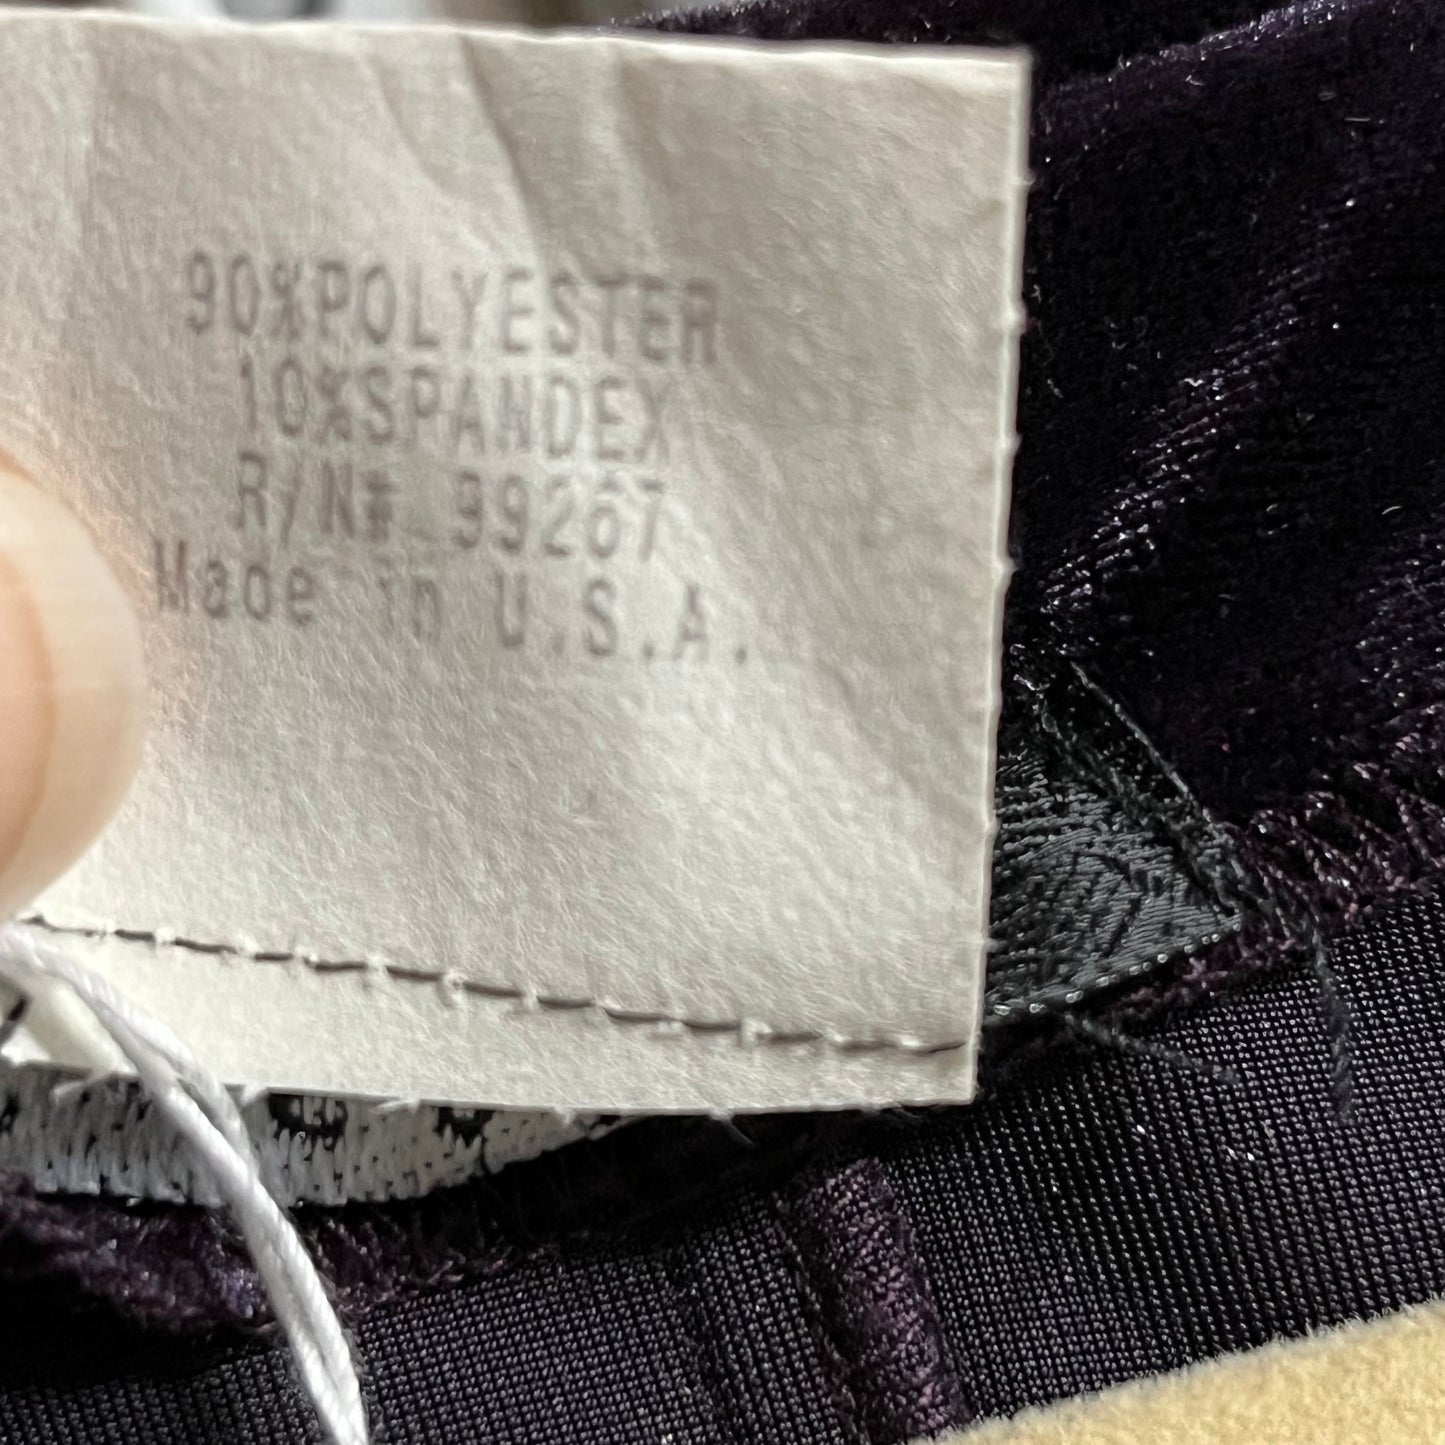 90%POLYESTER
10%SPANDEX
R/N# 99267
Made in U.S.A.